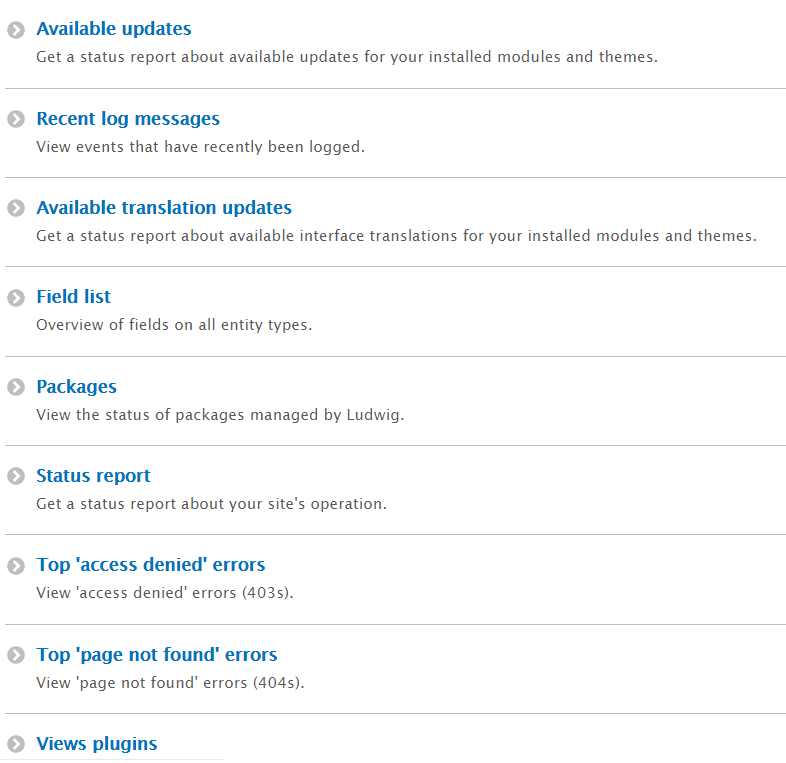 Available updates
Get a status report about available updates for your installed modules and themes.
Recent log messages
View events that have recently been logged.
Available translation updates
Get a status report about available interface translations for your installed modules and themes.
Field list
Overview of fields on all entity types.
Packages
View the status of packages managed by Ludwig.
Status report
Get a status report about your site's operation.
Top 'access denied' errors
View 'access denied' errors (403s).
Top 'page not found' errors
View 'page not found' errors (404s).
Views plugins